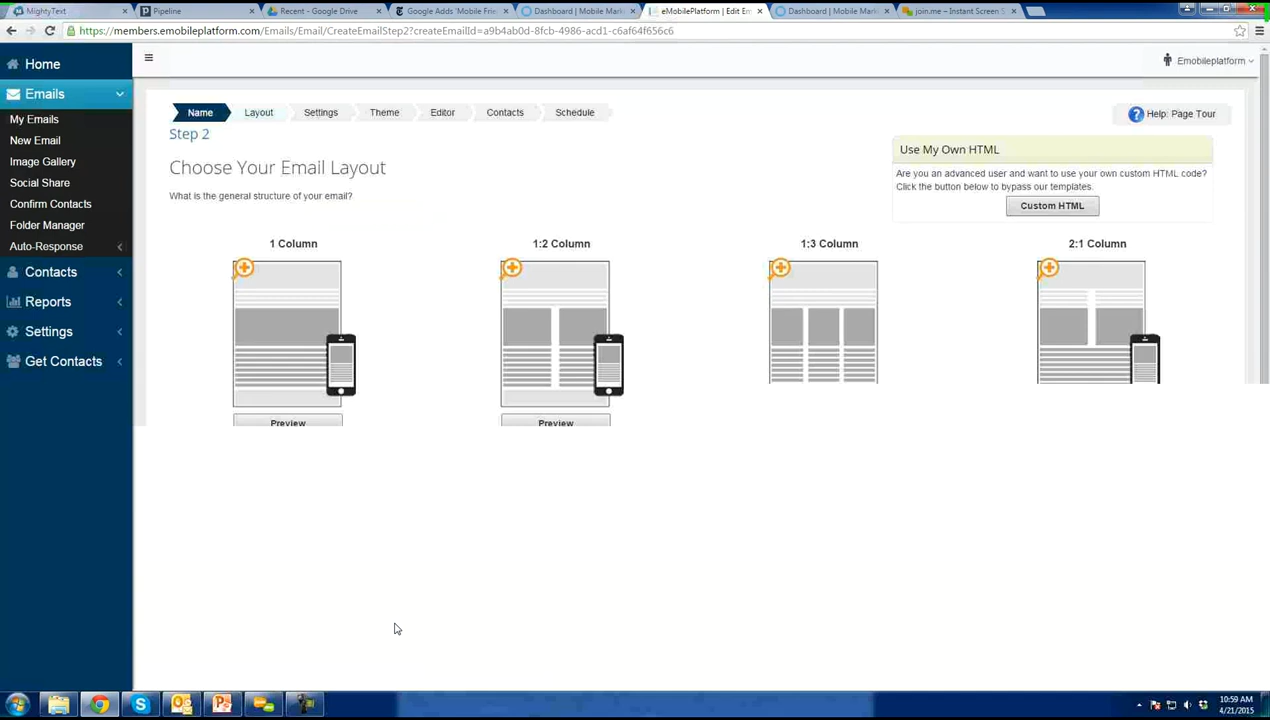 MightyText
Pipeline
Recent - Google Drive
Google Adds 'Mobile Frie
Dashboard | Mobile Mark
eMobilePlatform | Edit Em
Dashboard | Mobile Mark
join.me – Instant Screen S
https://members.emobileplatform.com/Emails/Email/CreateEmailStep2?createEmailId=a9b4ab0d-8fcb-4986-acd1-c6af64f656c6
Home
Emobileplatform
Emails
My Emails
New Email
Image Gallery
Social Share
Confirm Contacts
Folder Manager
Auto-Response
Contacts
Reports
Settings
Get Contacts
Name
Layout
Settings
Theme
Editor
Contacts
Schedule
Help: Page Tour
Step 2
Choose Your Email Layout
What is the general structure of your email?
Use My Own HTML
Are you an advanced user and want to use your own custom HTML code?
Click the button below to bypass our templates.
Custom HTML
1 Column
1:2 Column
1:3 Column
2:1 Column
Preview
Preview
10:59 AM
4/21/2015